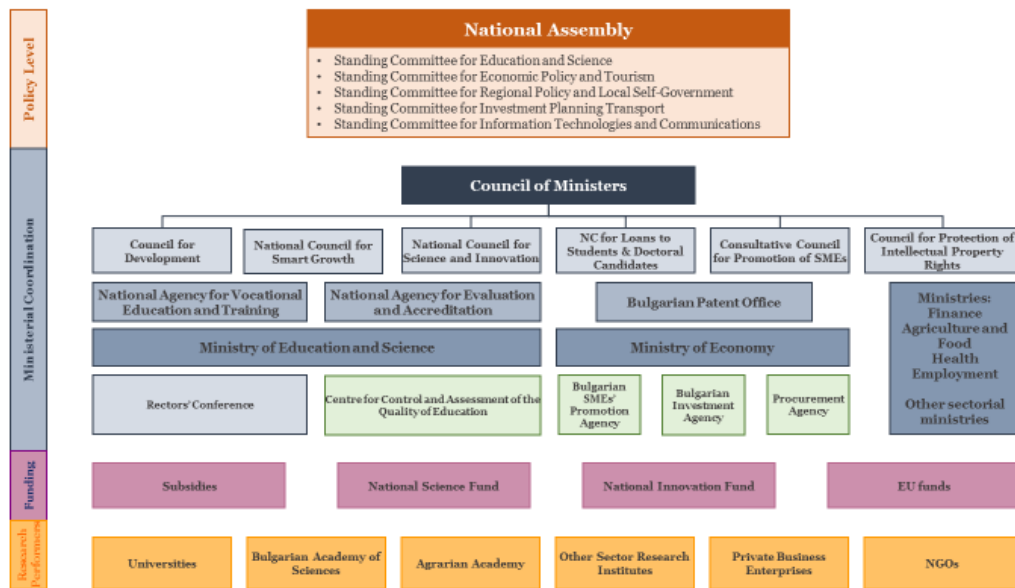 Policy Level
National Assembly
• Standing Committee for Education and Science
• Standing Committee for Economic Policy and Tourism
• Standing Committee for Regional Policy and Local Self-Government
• Standing Committee for Investment Planning Transport
• Standing Committee for Information Technologies and Communications
Ministerial Coordination
Council of Ministers
Council for
Development
National Council for
Smart Growth
National Council for
Science and Innovation
NC for Loans to
Students & Doctoral
Candidates
Consultative Council
for Promotion of SMEs
Council for Protection of
Intellectual Property
Rights
National Agency for Vocational
Education and Training
National Agency for Evaluation
and Accreditation
Bulgarian Patent Office
Ministries:
Finance
Agriculture and
Food
Health
Employment
Other sectorial
ministries
Ministry of Education and Science
Ministry of Economy
Rectors' Conference
Centre for Control and Assessment of the
Quality of Education
Bulgarian
SMEs'
Promotion
Agency
Bulgarian
Investment
Agency
Procurement
Agency
Funding
Subsidies
National Science Fund
National Innovation Fund
EU funds
Research
Performers
Universities
Bulgarian Academy of
Sciences
Agrarian Academy
Other Sector Research
Institutes
Private Business
Enterprises
NGOs